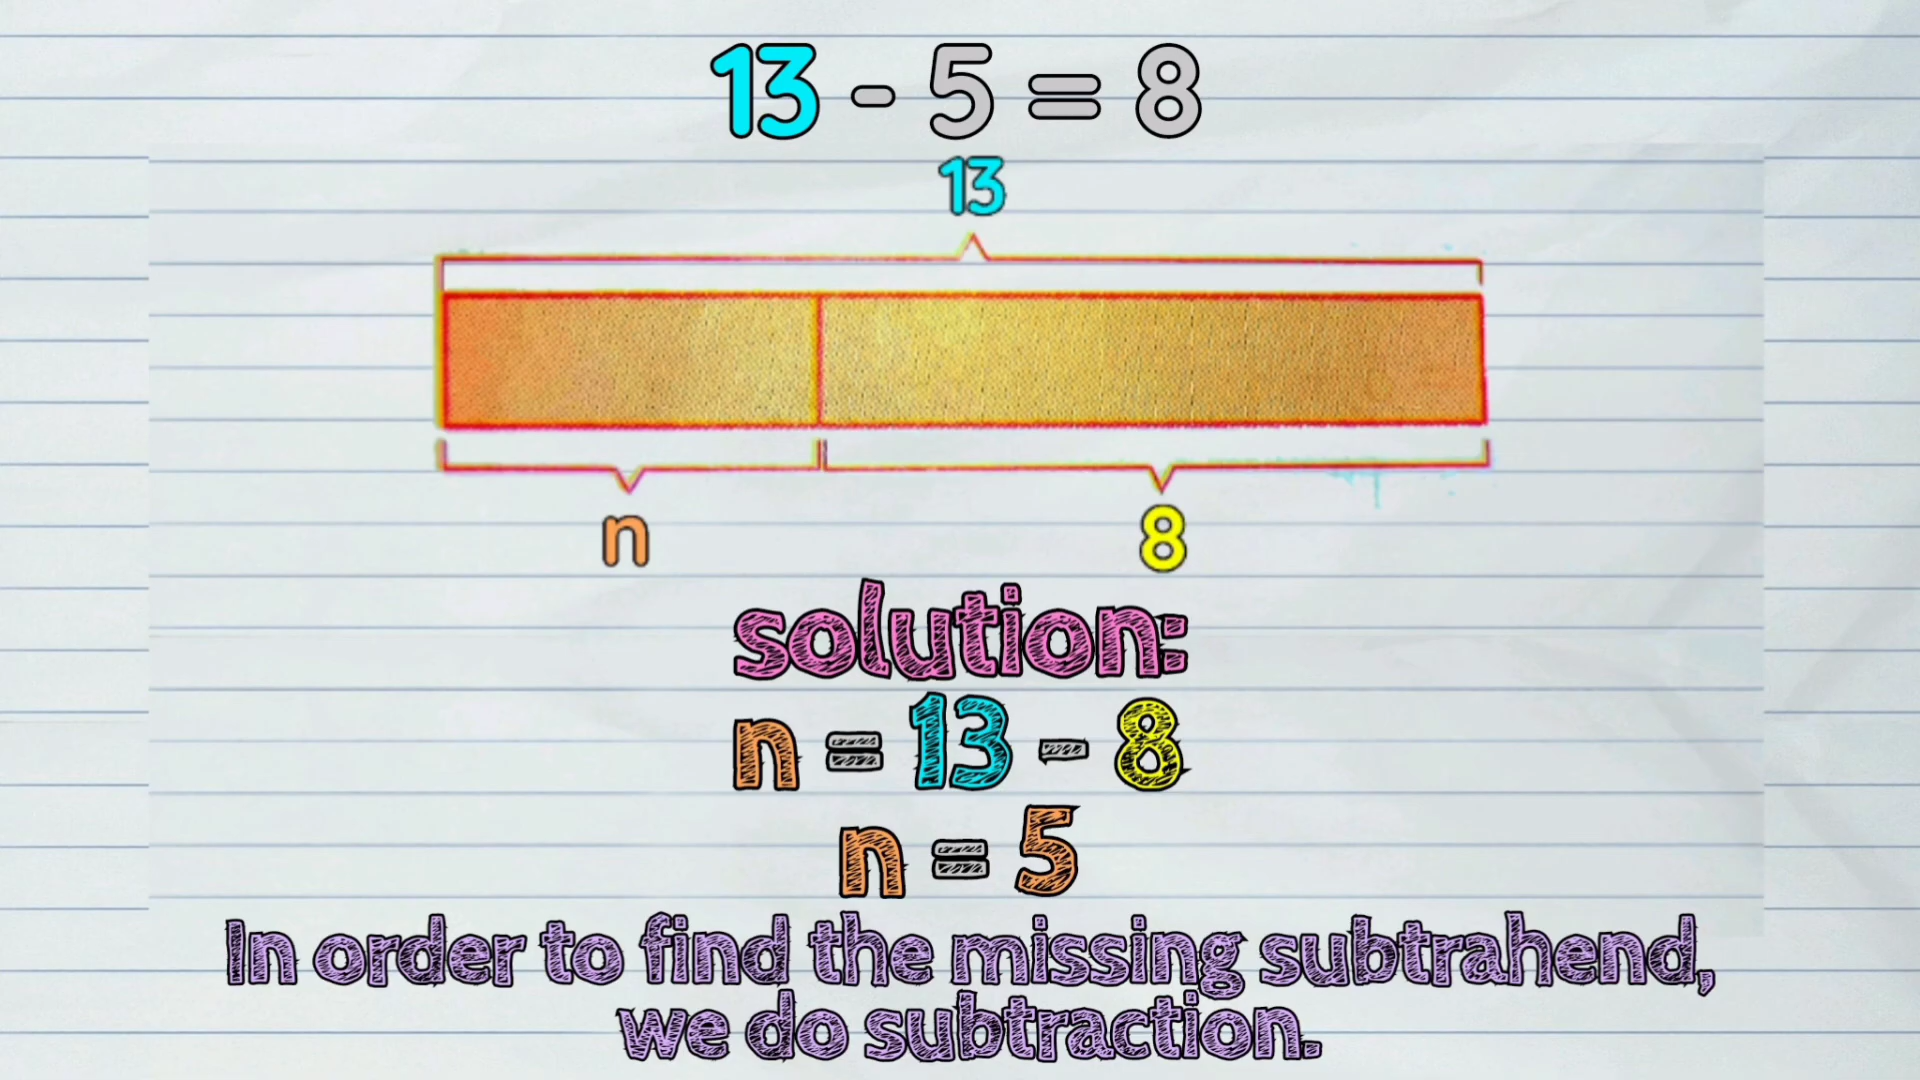 13 - 5 = 8
13
n 8
solution:
n = 13 - 8
n = 5
In order to find the missing subtrahend,
we do subtraction.